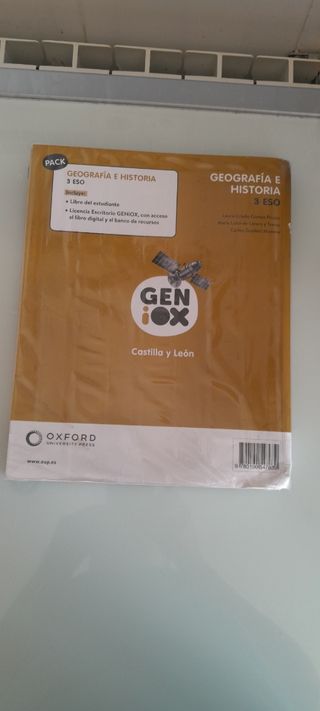 PACK
GEOGRAFÍA E HISTORIA
3 ESO
Incluye:
• Libro del estudiante
• Licencia Escritorio GENiOX, con acceso
al libro digital y al banco de recursos
GEOGRAFÍA E
HISTORIA
3 ESO
GEN
iOX
Castilla y León
OXFORD
UNIVERSITY PRESS
www.oup.es